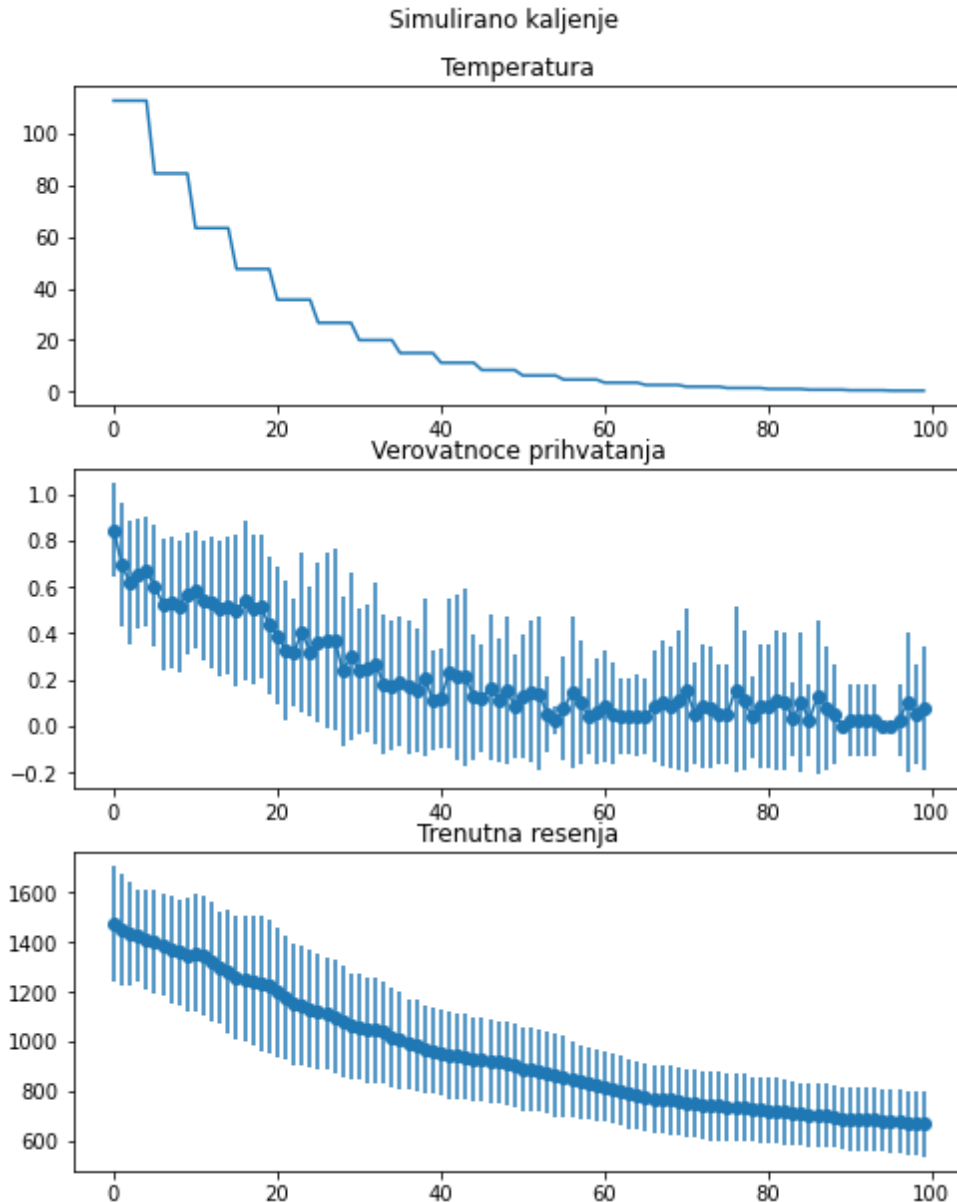 Simulirano kaljenje
Temperatura
100
80
60
40
20
0
0 20 40 60 80 100
Verovatnoce prihvatanja
1.0
0.8
0.6
0.4
0.2
0.0
−0.2
0 20 40 60 80 100
Trenutna resenja
1600
1400
1200
1000
800
600
0 20 40 60 80 100